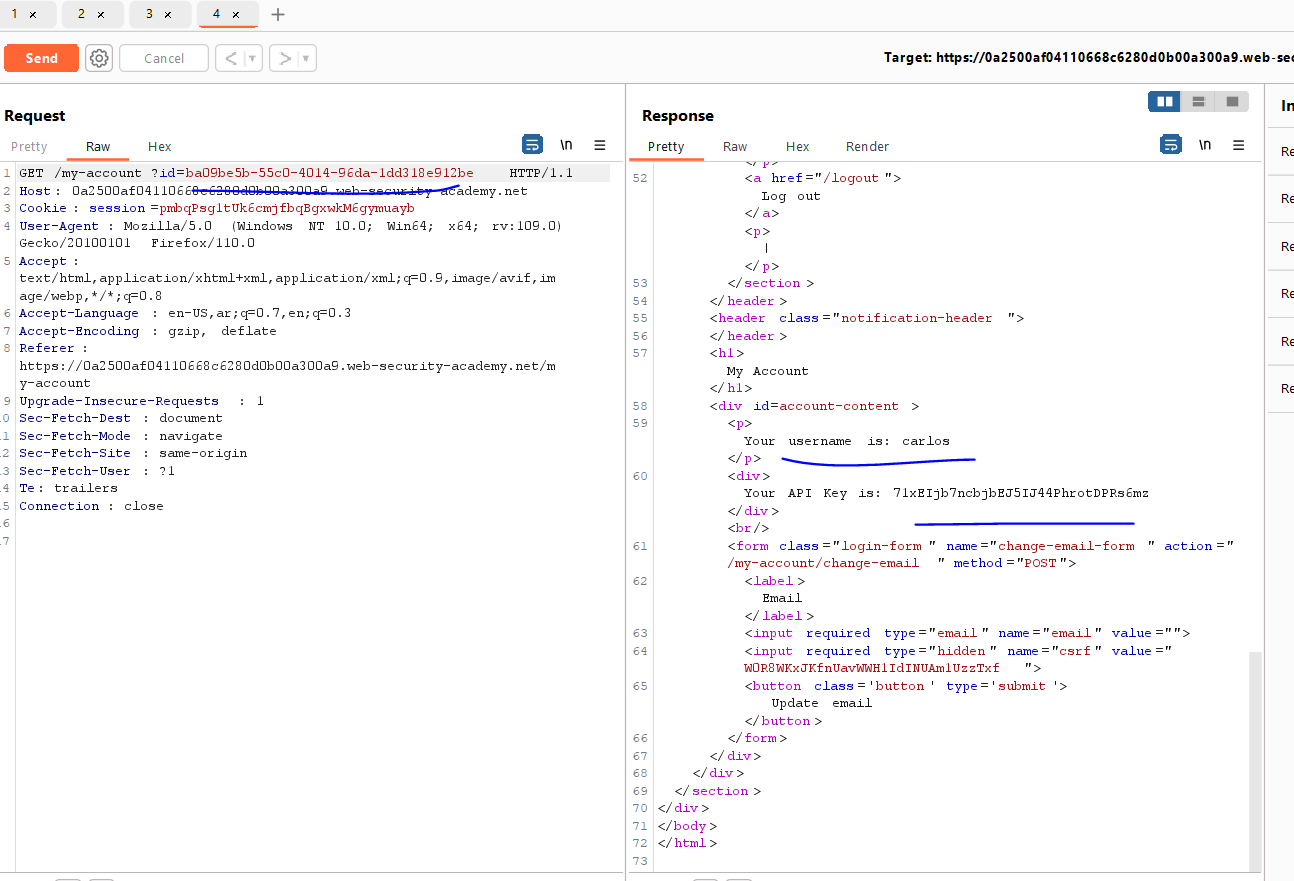 1 × 2 × 3 × 4 × +
Send Cancel < ▼ > ▼ Target: https://0a2500af04110668c6280d0b00a300a9.web-sec
Request
Pretty Raw Hex \n
1 GET /my-account?id=ba09be5b-55c0-4014-96da-1dd318e912be HTTP/1.1
2 Host: 0a2500af04110668c6280d0b00a300a9.web-security-academy.net
3 Cookie: session=pmbqPsg1tUk6cmjfbqBgxwkM6gymuayb
4 User-Agent: Mozilla/5.0 (Windows NT 10.0; Win64; x64; rv:109.0)
Gecko/20100101 Firefox/110.0
5 Accept:
text/html,application/xhtml+xml,application/xml;q=0.9,image/avif,im
age/webp,*/*;q=0.8
6 Accept-Language: en-US,ar;q=0.7,en;q=0.3
7 Accept-Encoding: gzip, deflate
8 Referer:
https://0a2500af04110668c6280d0b00a300a9.web-security-academy.net/m
y-account
9 Upgrade-Insecure-Requests: 1
0 Sec-Fetch-Dest: document
1 Sec-Fetch-Mode: navigate
2 Sec-Fetch-Site: same-origin
3 Sec-Fetch-User: ?1
4 Te: trailers
5 Connection: close
6
7
Response
Pretty Raw Hex Render \n
</p>
52 <a href="/logout">
Log out
</a>
<p>
|
</p>
53 </section>
54 </header>
55 <header class="notification-header">
56 </header>
57 <h1>
My Account
</h1>
58 <div id=account-content>
59 <p>
Your username is: carlos
</p>
60 <div>
Your API Key is: 71xEIjb7ncbjbEJ5IJ44PhrotDPRs6mz
</div>
<br/>
61 <form class="login-form" name="change-email-form" action="
/my-account/change-email" method="POST">
62 <label>
Email
</label>
63 <input required type="email" name="email" value="">
64 <input required type="hidden" name="csrf" value="
WOR8WKxJKfnUavWWH1IdINUAm1UzzTxf">
65 <button class='button' type='submit'>
Update email
</button>
66 </form>
67 </div>
68 </div>
69 </section>
70 </div>
71 </body>
72 </html>
73
In
Re
Re
Re
Re
Re
Re